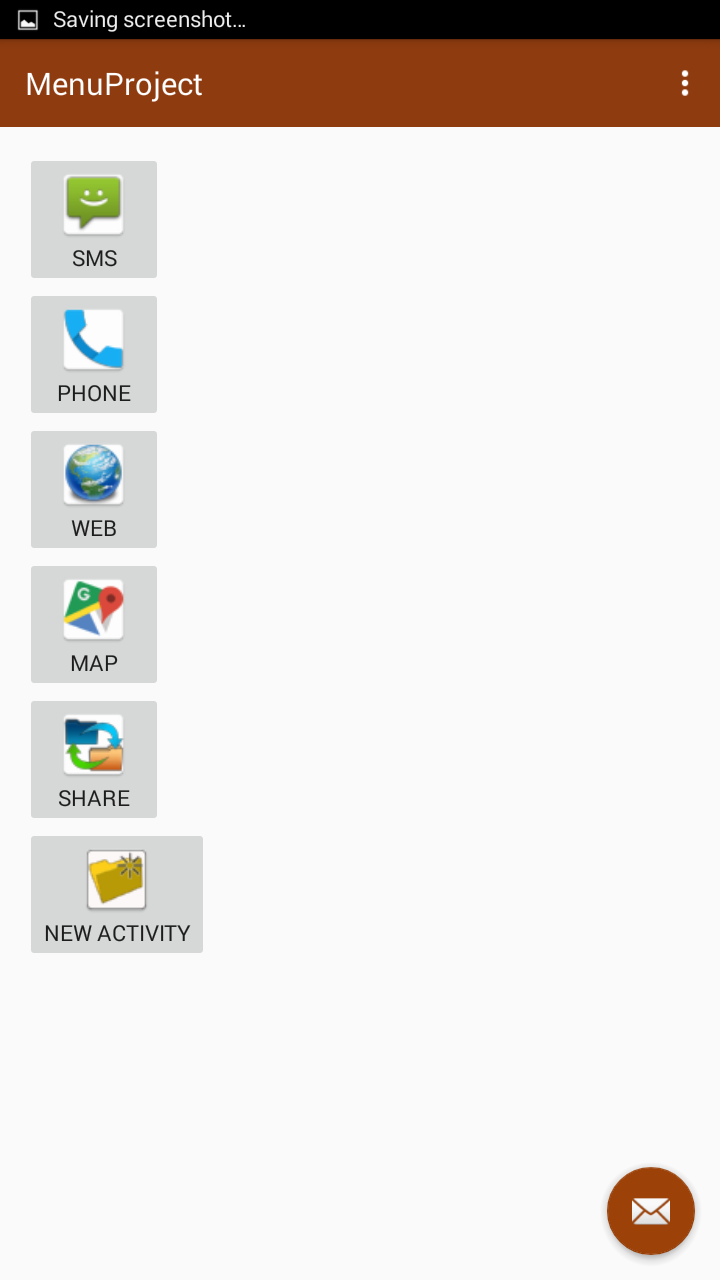 Saving screenshot...
MenuProject
SMS
PHONE
WEB
G
MAP
SHARE
NEW ACTIVITY